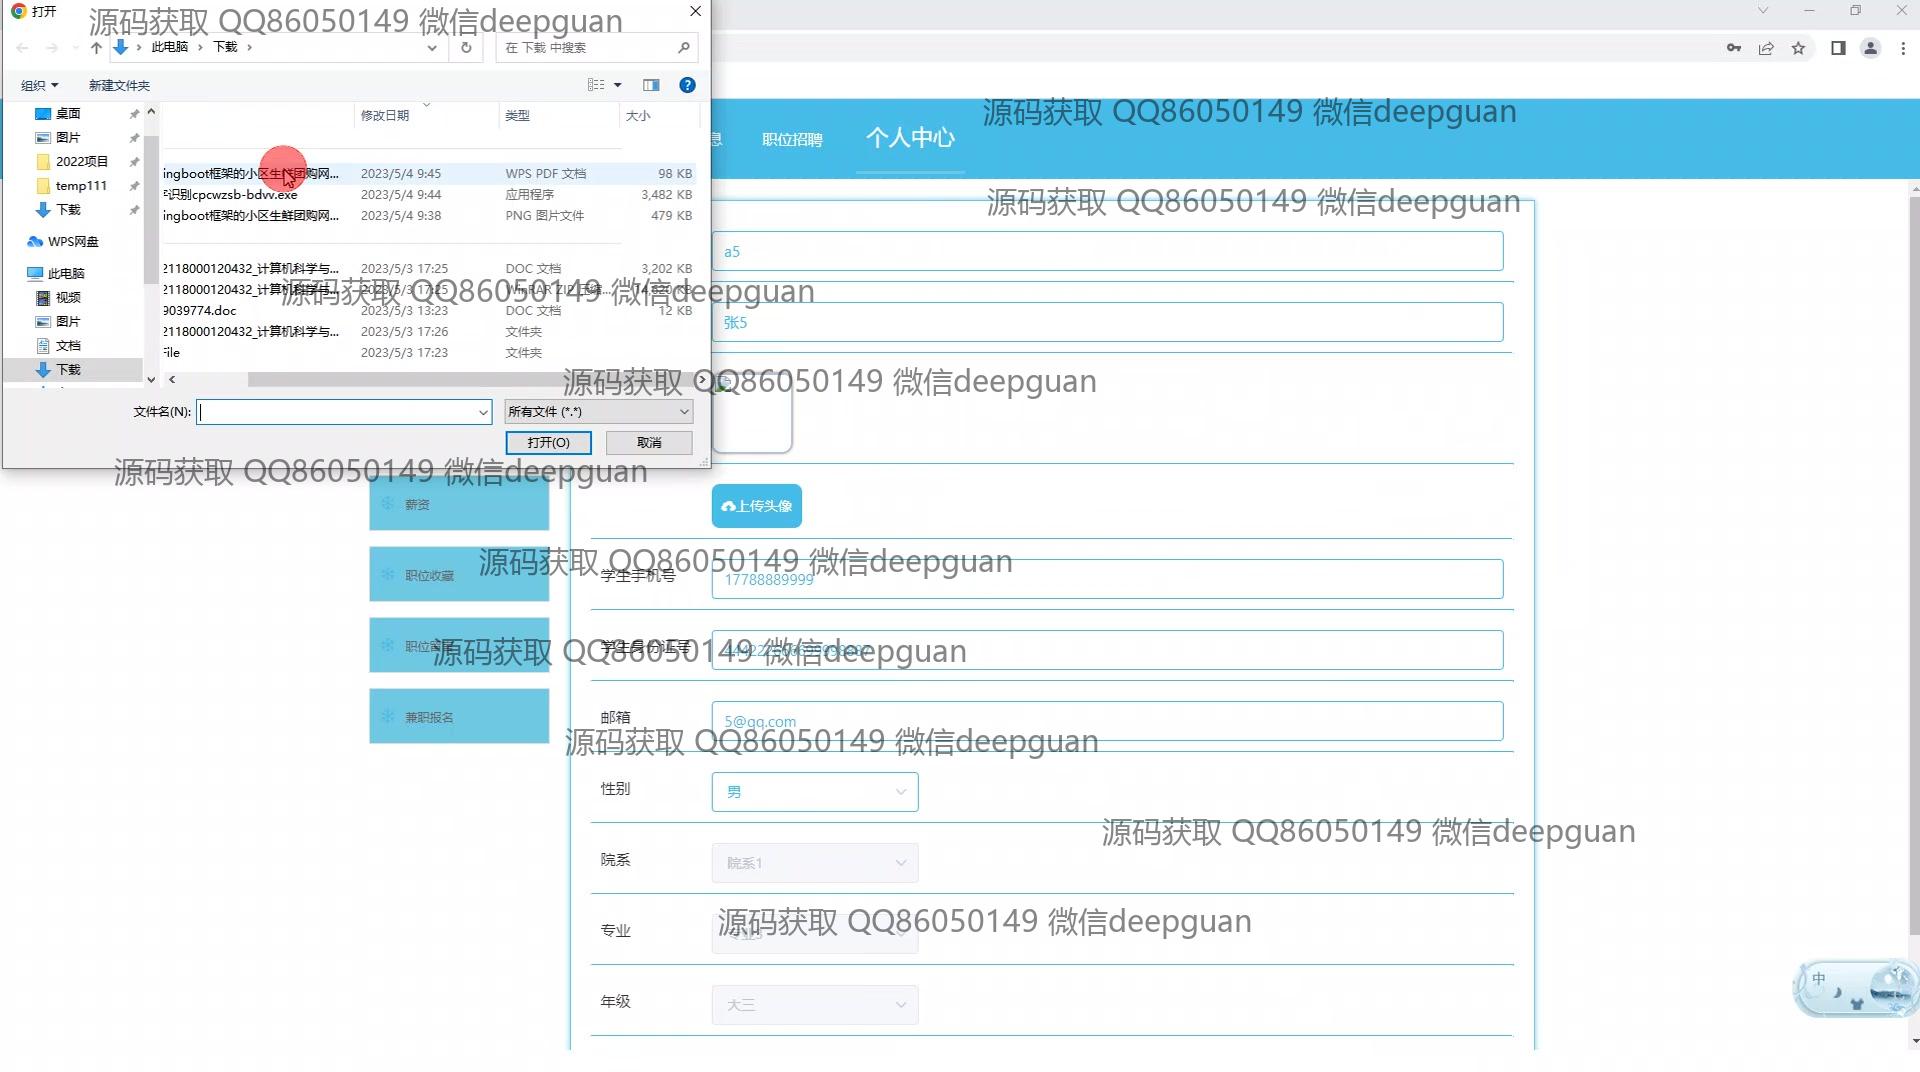 打开
源码获取 QQ86050149 微信deepguan
此电脑 › 下载 ›
在 下载 中搜索
组织
新建文件夹
桌面
修改日期
类型
大小
源码获取 QQ86050149 微信deepguan
职位招聘
个人中心
图片
2022项目
ingboot框架的小区生鲜团购网... 2023/5/4 9:45 WPS PDF 文档 98 KB
temp111
识别cpcwzsb-bdvv.exe 2023/5/4 9:44 应用程序 3,482 KB
源码获取 QQ86050149 微信deepguan
下载
ingboot框架的小区生鲜团购网... 2023/5/4 9:38 PNG 图片文件 479 KB
WPS网盘
a5
此电脑
2118000120432_计算机科学与... 2023/5/3 17:25 DOC 文档 3,202 KB
视频
2118000120432_计算机科学与... 2023/5/3 17:25
源码获取 QQ86050149 微信deepguan
9039774.doc 2023/5/3 13:23 DOC 文档 12 KB
图片
张5
2118000120432_计算机科学与... 2023/5/3 17:26 文件夹
文档
File 2023/5/3 17:23 文件夹
下载
源码获取 QQ86050149 微信deepguan
文件名(N):
所有文件 (*.*)
打开(O)
取消
源码获取 QQ86050149 微信deepguan
薪资
上传头像
源码获取 QQ86050149 微信deepguan
职位收藏
学生手机号
17788889999
职位
学生身份证号
源码获取 QQ86050149 微信deepguan
兼职报名
邮箱
5@qq.com
源码获取 QQ86050149 微信deepguan
性别
男
源码获取 QQ86050149 微信deepguan
院系
院系1
源码获取 QQ86050149 微信deepguan
专业
年级
大三
中